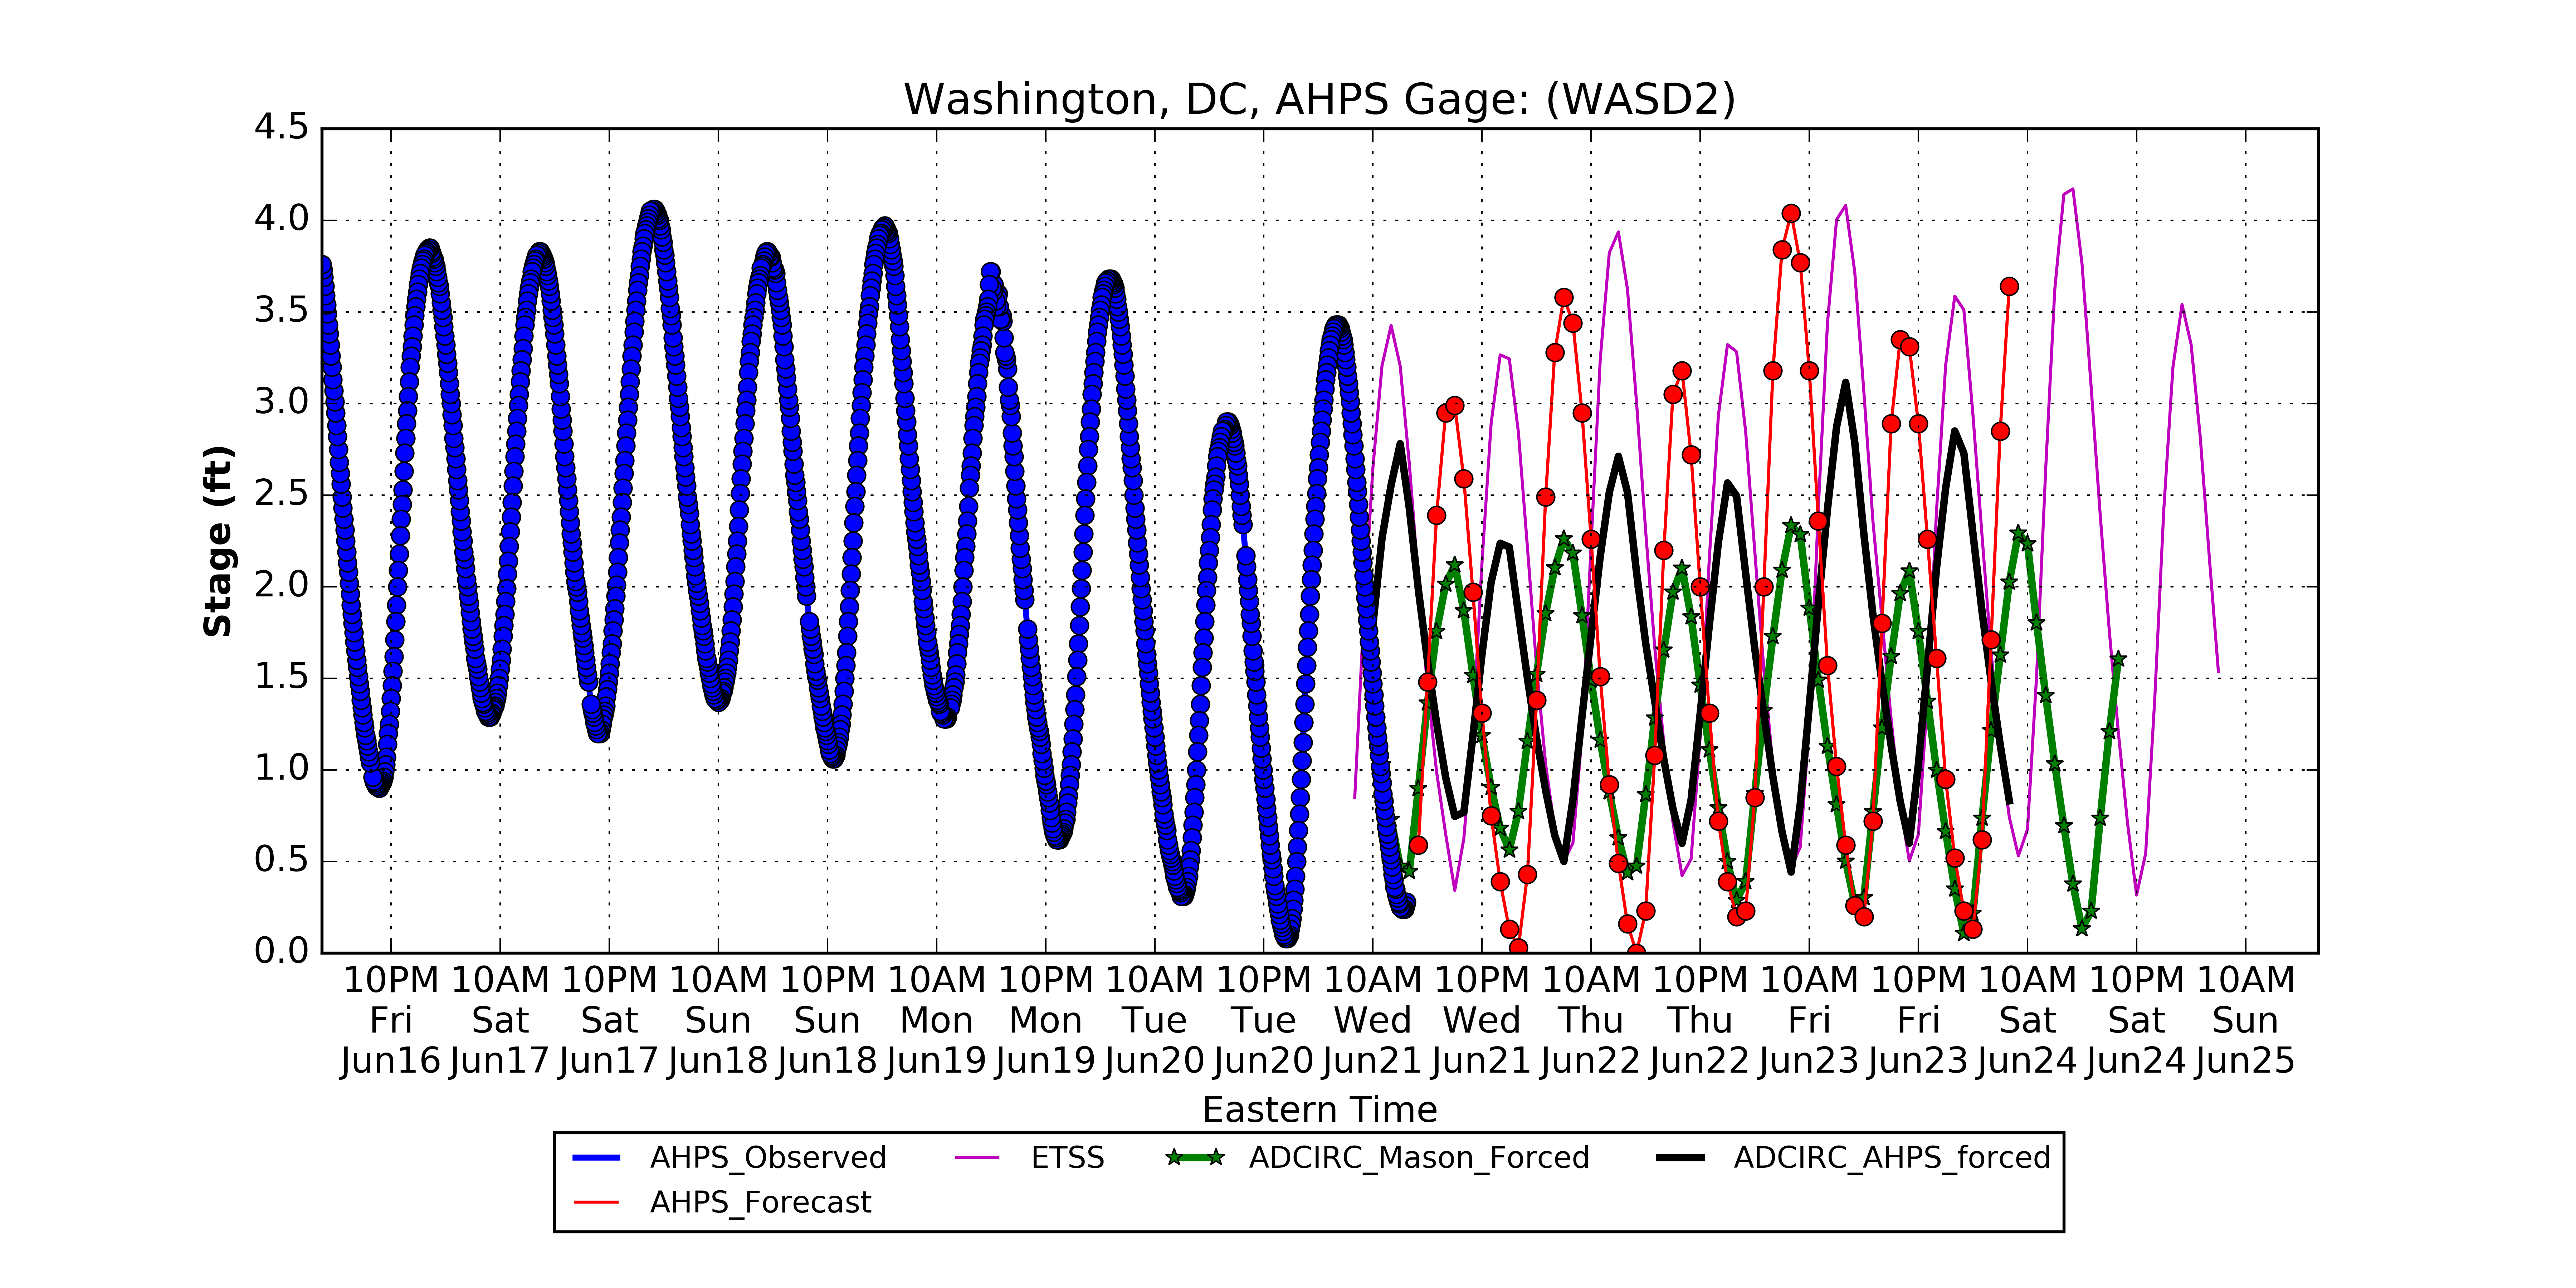 Washington, DC, AHPS Gage: (WASD2)
4.5
4.0
3.5
3.0
2.5
2.0
1.5
1.0
0.5
0.0
Stage (ft)
10PM 10AM 10PM 10AM 10PM 10AM 10PM 10AM 10PM 10AM 10PM 10AM 10PM 10AM 10PM 10AM 10PM 10AM
Fri Sat Sat Sun Sun Mon Mon Tue Tue Wed Wed Thu Thu Fri Fri Sat Sat Sun
Jun16 Jun17 Jun17 Jun18 Jun18 Jun19 Jun19 Jun20 Jun20 Jun21 Jun21 Jun22 Jun22 Jun23 Jun23 Jun24 Jun24 Jun25
Eastern Time
AHPS_Observed ETSS ADCIRC_Mason_Forced ADCIRC_AHPS_forced
AHPS_Forecast